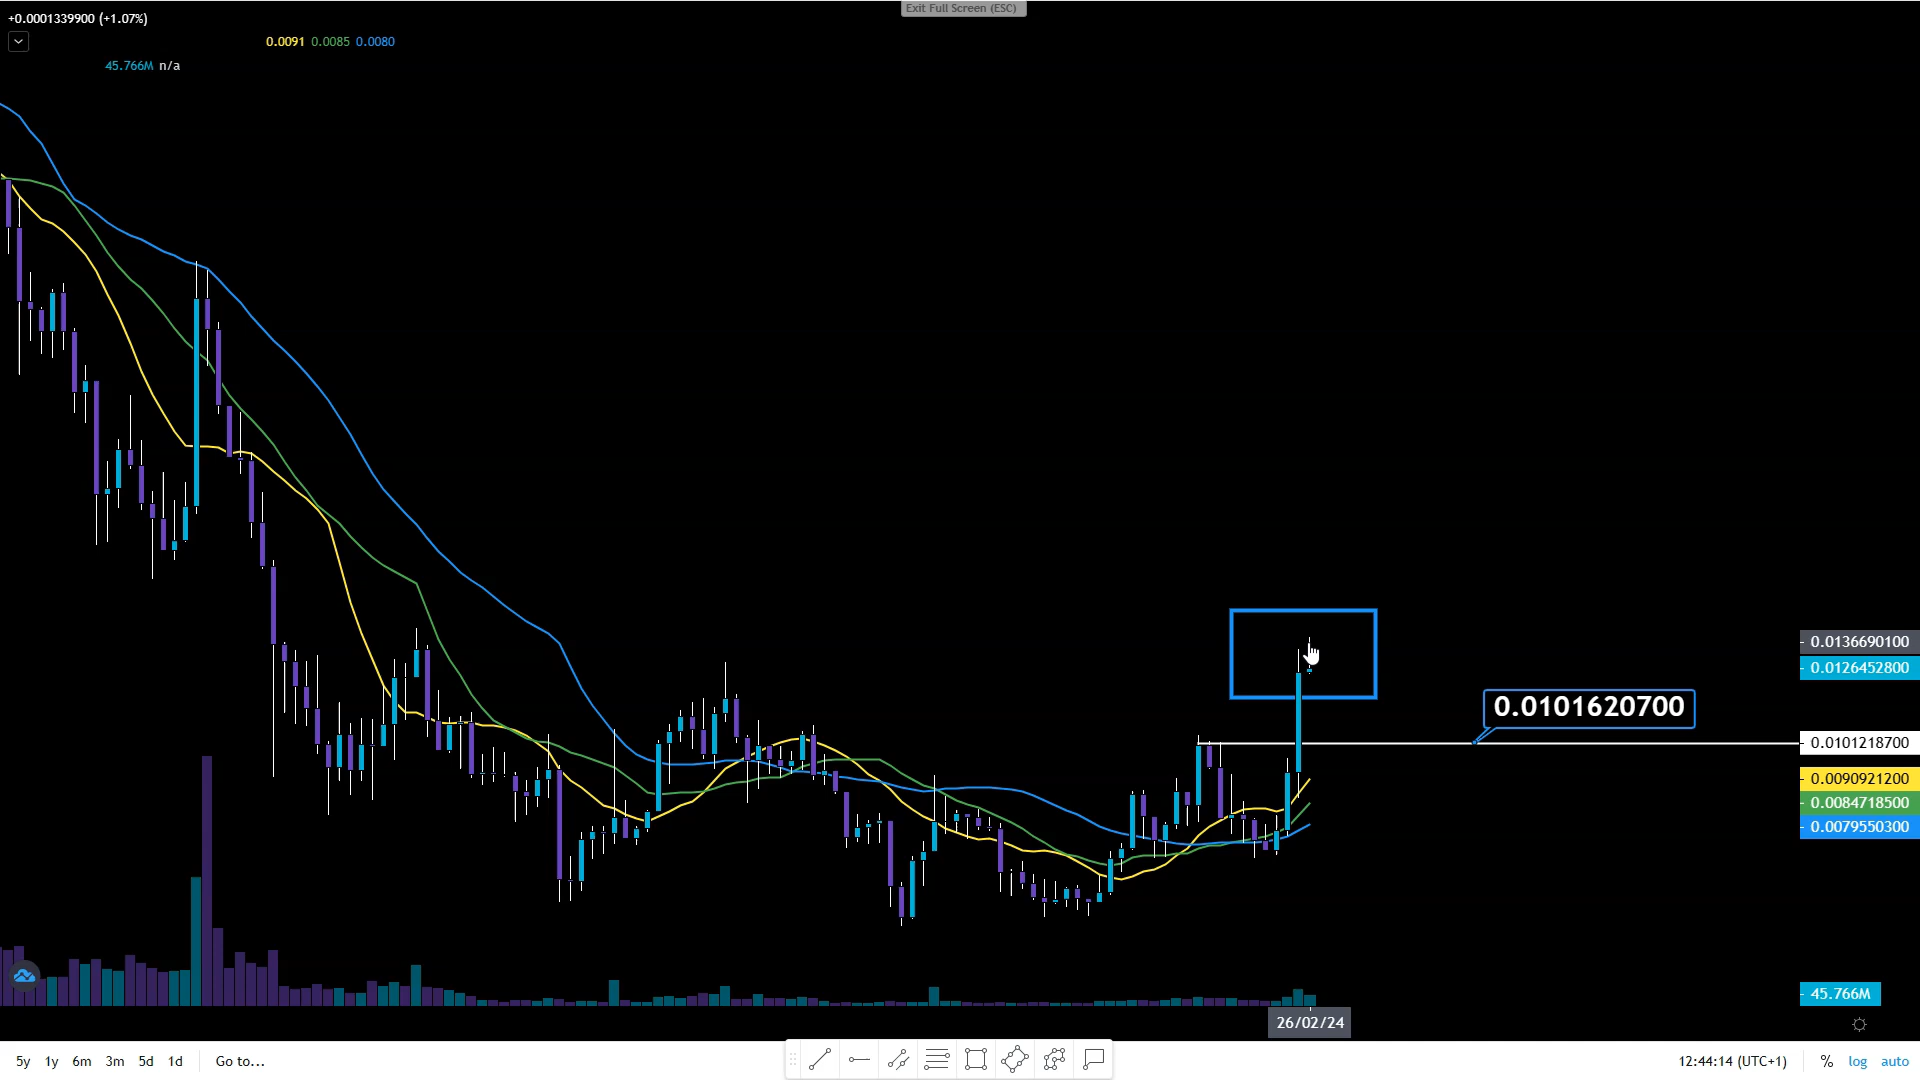 Exit Full Screen (ESC)
+0.0001339900 (+1.07%)
0.0091 0.0085 0.0080
45.766M n/a
0.0136690100
0.0126452800
0.0101620700
0.0101218700
0.0090921200
0.0084718500
0.0079550300
45.766M
26/02/24
5y 1y 6m 3m 5d 1d Go to...
12:44:14 (UTC+1) % log auto